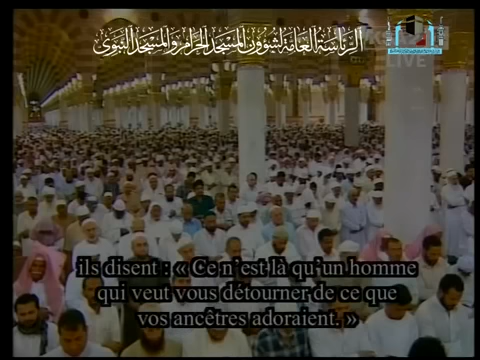 الرئاسة العامة لشؤون المسجد الحرام والمسجد النبوي
LIVE
ils disent : « Ce n’est là qu’un homme
qui veut vous détourner de ce que
vos ancêtres adoraient. »